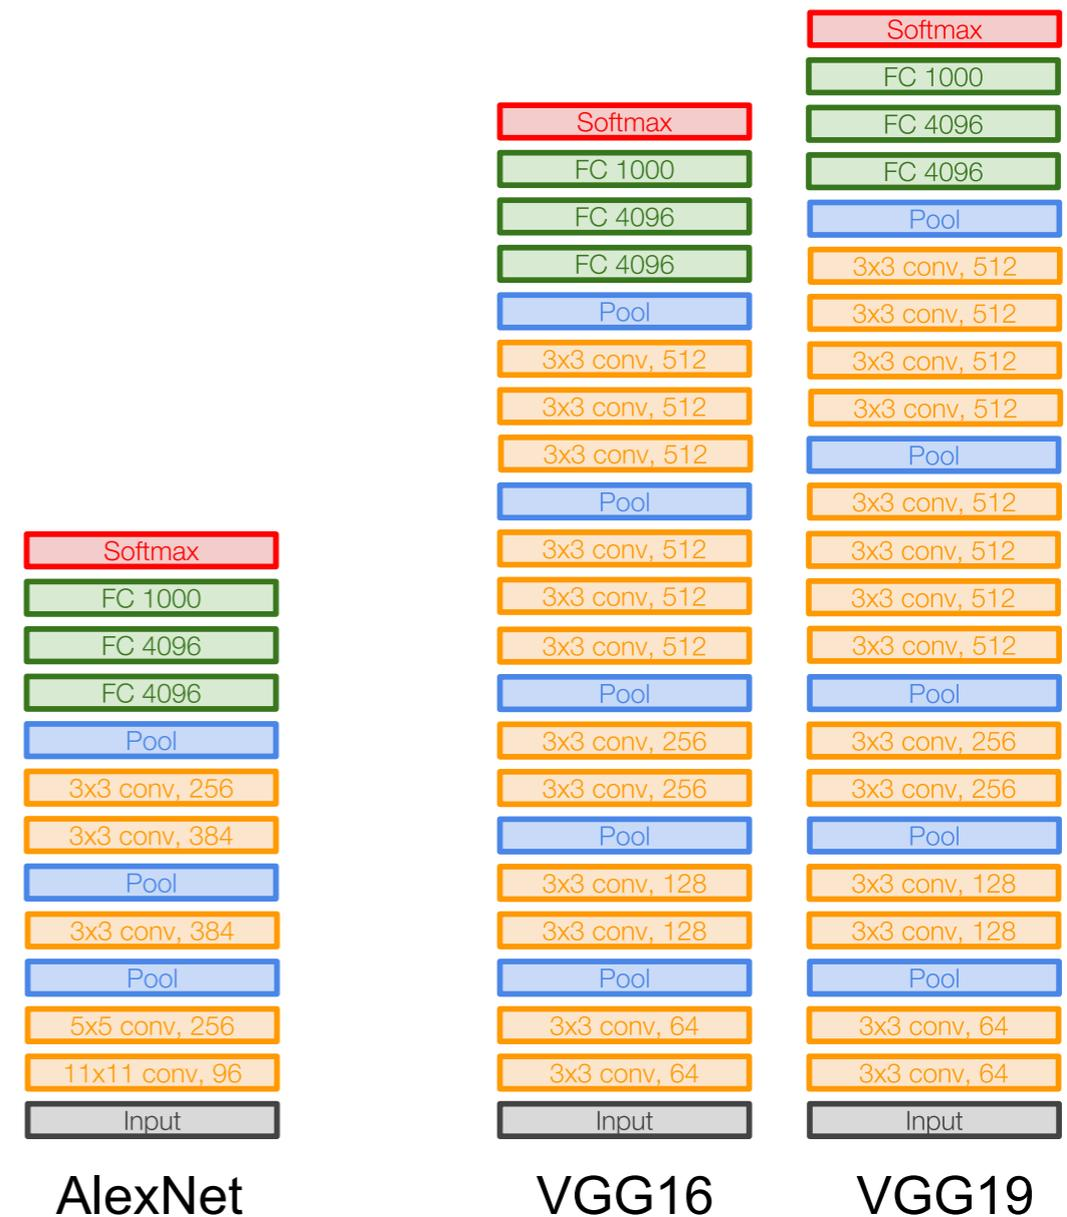 Softmax
FC 1000
FC 4096
FC 4096
Pool
3x3 conv, 256
3x3 conv, 384
Pool
3x3 conv, 384
Pool
5x5 conv, 256
11x11 conv, 96
Input
AlexNet
Softmax
FC 1000
FC 4096
FC 4096
Pool
3x3 conv, 512
3x3 conv, 512
3x3 conv, 512
Pool
3x3 conv, 512
3x3 conv, 512
3x3 conv, 512
Pool
3x3 conv, 256
3x3 conv, 256
Pool
3x3 conv, 128
3x3 conv, 128
Pool
3x3 conv, 64
3x3 conv, 64
Input
VGG16
Softmax
FC 1000
FC 4096
FC 4096
Pool
3x3 conv, 512
3x3 conv, 512
3x3 conv, 512
3x3 conv, 512
Pool
3x3 conv, 512
3x3 conv, 512
3x3 conv, 512
3x3 conv, 512
Pool
3x3 conv, 256
3x3 conv, 256
Pool
3x3 conv, 128
3x3 conv, 128
Pool
3x3 conv, 64
3x3 conv, 64
Input
VGG19